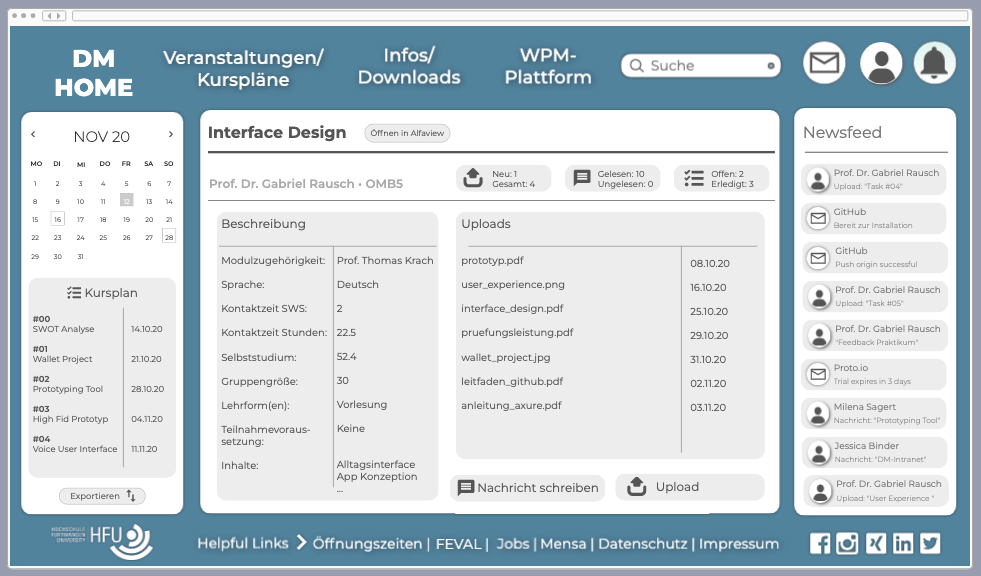 DM
HOME
Veranstaltungen/
Kurspläne
Infos/
Downloads
WPM-
Plattform
Suche
NOV 20
MO DI MI DO FR SA SO
1 2 3 4 5 6 7
8 9 10 11 12 13 14
15 16 17 18 19 20 21
22 23 24 25 26 27 28
29 30 31
Kursplan
#00
SWOT Analyse 14.10.20
#01
Wallet Project 21.10.20
#02
Prototyping Tool 28.10.20
#03
High Fid Prototyp 04.11.20
#04
Voice User Interface 11.11.20
Exportieren
Interface Design
Öffnen in Alfaview
Prof. Dr. Gabriel Rausch • OMB5
Neu: 1
Gesamt: 4
Gelesen: 10
Ungelesen: 0
Offen: 2
Erledigt: 3
Beschreibung
Modulzugehörigkeit: Prof. Thomas Krach
Sprache: Deutsch
Kontaktzeit SWS: 2
Kontaktzeit Stunden: 22.5
Selbststudium: 52.4
Gruppengröße: 30
Lehrform(en): Vorlesung
Teilnahmevoraus- Keine
setzung:
Inhalte: Alltagsinterface
App Konzeption
...
Uploads
prototyp.pdf 08.10.20
user_experience.png 16.10.20
interface_design.pdf 25.10.20
pruefungsleistung.pdf 29.10.20
wallet_project.jpg 31.10.20
leitfaden_github.pdf 02.11.20
anleitung_axure.pdf 03.11.20
Nachricht schreiben
Upload
Newsfeed
Prof. Dr. Gabriel Rausch
Upload: "Task #04"
GitHub
Bereit zur Installation
GitHub
Push origin successful
Prof. Dr. Gabriel Rausch
Upload: "Task #05"
Prof. Dr. Gabriel Rausch
"Feedback Praktikum"
Proto.io
Trial expires in 3 days
Milena Sagert
Nachricht: "Prototyping Tool"
Jessica Binder
Nachricht: "DM-Intranet"
Prof. Dr. Gabriel Rausch
Upload: "User Experience "
HOCHSCHULE
FURTWANGEN
UNIVERSITY
HFU
Helpful Links Öffnungszeiten | FEVAL | Jobs | Mensa | Datenschutz | Impressum